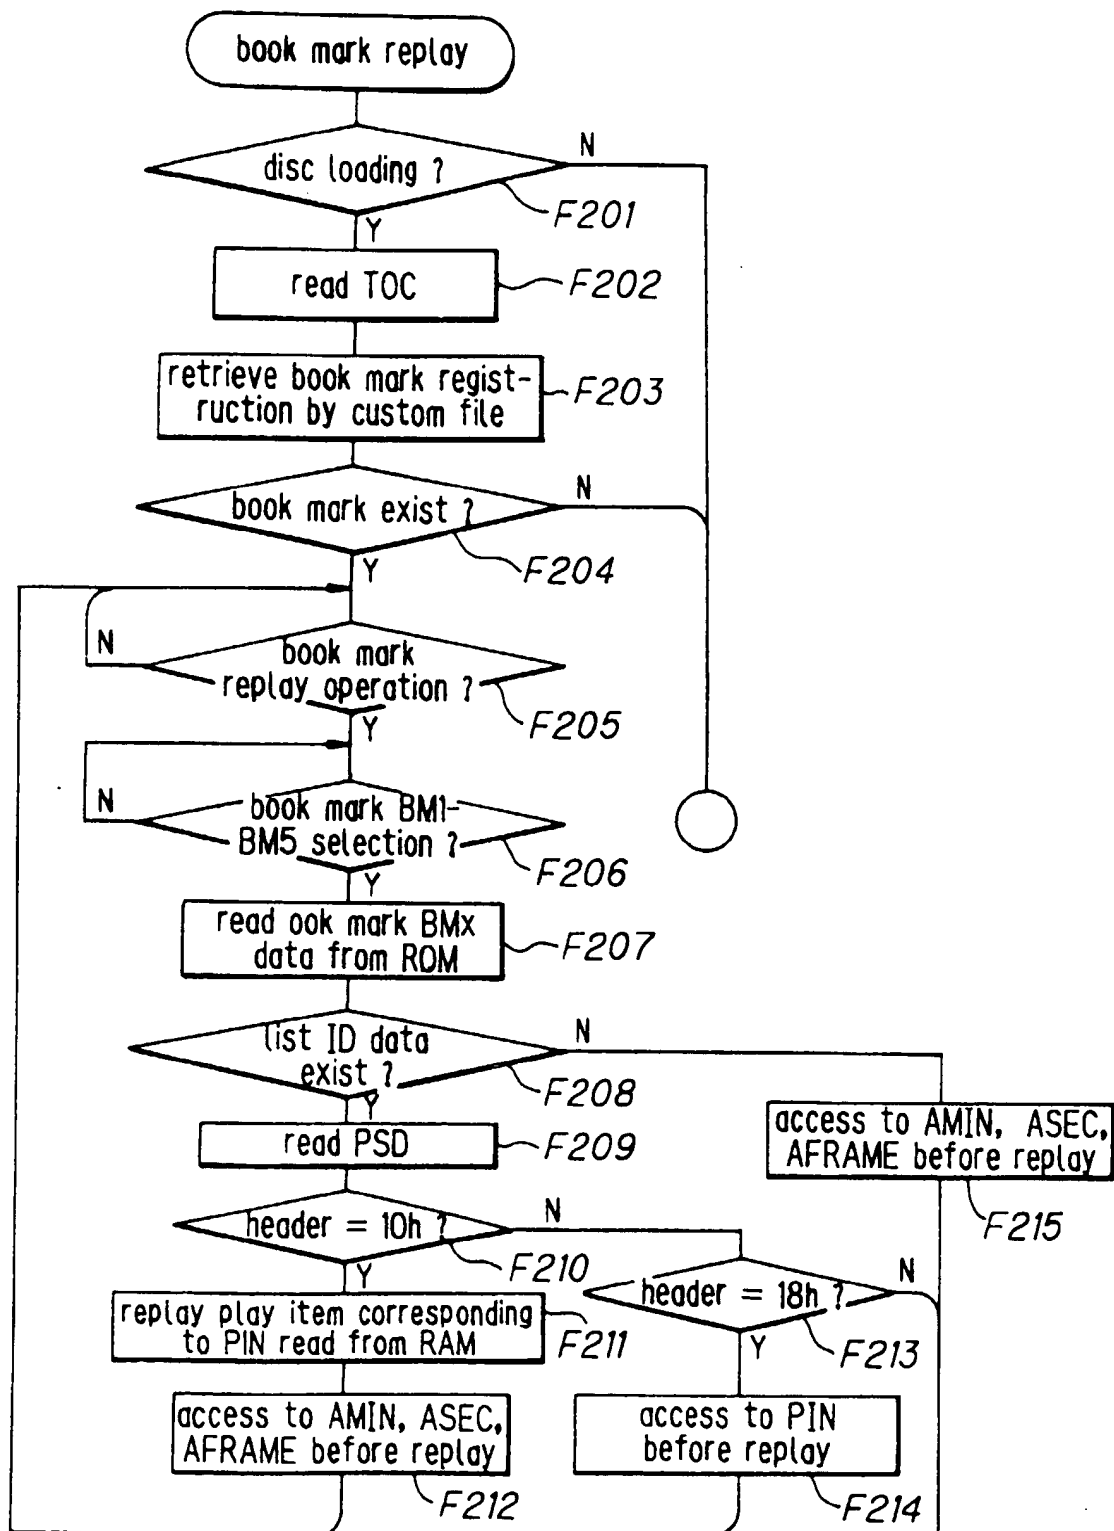 book mark replay
disc loading ?
N
F201
Y
read TOC
F202
retrieve book mark regist-
ruction by custom file
F203
book mark exist ?
N
F204
Y
N
book mark
replay operation ?
F205
Y
N
book mark BM1-
BM5 selection ?
F206
Y
read ook mark BMx
data from ROM
F207
list ID data
exist ?
N
F208
Y
read PSD
F209
access to AMIN, ASEC,
AFRAME before replay
F215
header = 10h ?
N
F210
Y
header = 18h ?
N
F213
Y
replay play item corresponding
to PIN read from RAM
F211
access to AMIN, ASEC,
AFRAME before replay
F212
access to PIN
before replay
F214